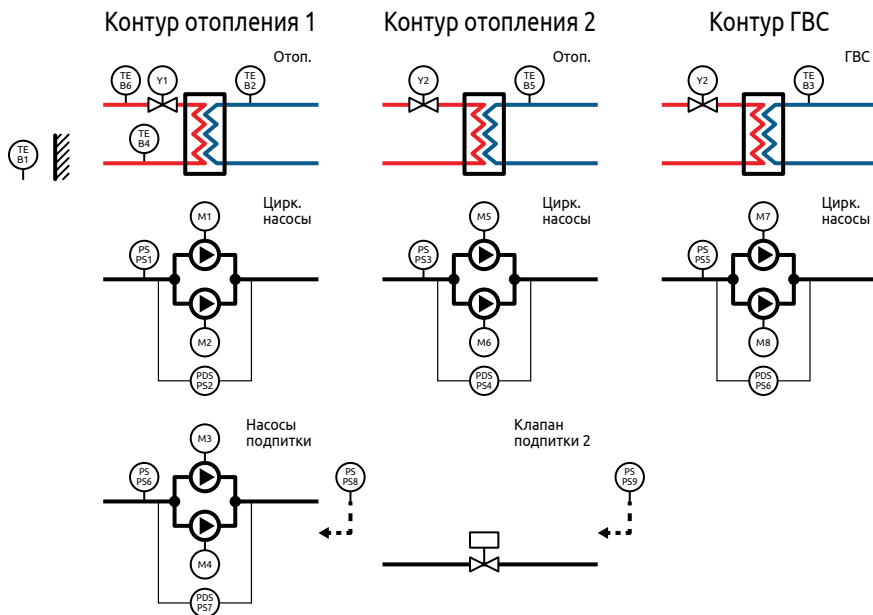 Контур отопления 1
Контур отопления 2
Контур ГВС
Отоп.
Отоп.
ГВС
TE
B6
Y1
TE
B2
Y2
TE
B5
Y2
TE
B3
TE
B4
TE
B1
Цирк.
насосы
Цирк.
насосы
Цирк.
насосы
M1
M5
M7
PS
PS1
PS
PS3
PS
PS5
M2
M6
M8
PDS
PS2
PDS
PS4
PDS
PS6
Насосы
подпитки
Клапан
подпитки 2
M3
PS
PS6
PS
PS8
PS
PS9
M4
PDS
PS7